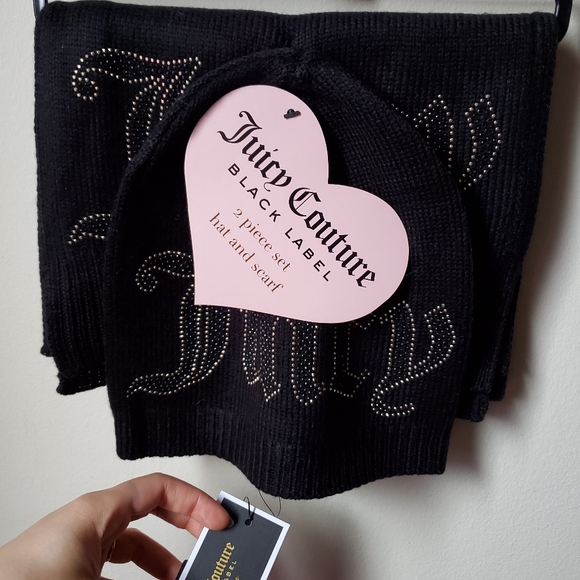 Juicy Couture
BLACK LABEL
2 piece set
hat and scarf
Juicy
Couture